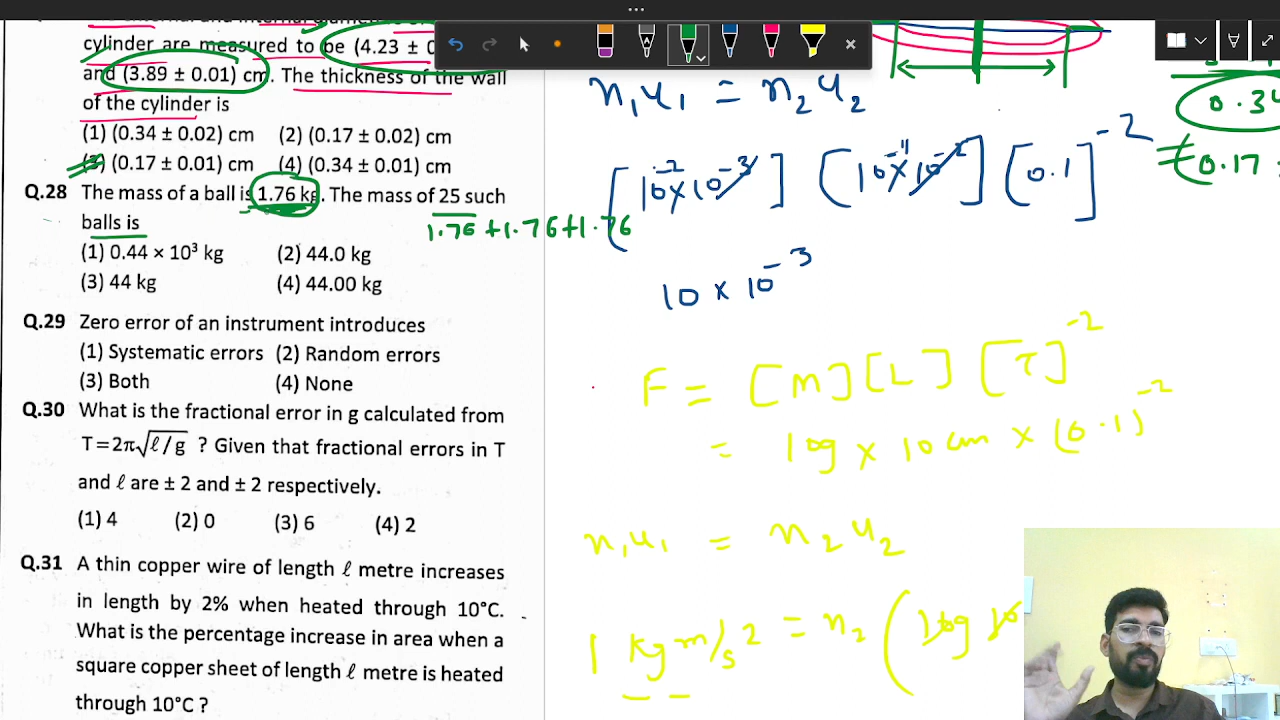 cylinder are measured to be (4.23 ±
and (3.89 ± 0.01) cm. The thickness of the wall
of the cylinder is
(1) (0.34 ± 0.02) cm (2) (0.17 ± 0.02) cm
(3) (0.17 ± 0.01) cm (4) (0.34 ± 0.01) cm
Q.28 The mass of a ball is 1.76 kg. The mass of 25 such
balls is
1.76 + 1.76 + 1.76
(1) 0.44 × 10³ kg (2) 44.0 kg
(3) 44 kg (4) 44.00 kg
Q.29 Zero error of an instrument introduces
(1) Systematic errors (2) Random errors
(3) Both (4) None
Q.30 What is the fractional error in g calculated from
T=2π√ℓ/g ? Given that fractional errors in T
and ℓ are ± 2 and ± 2 respectively.
(1) 4 (2) 0 (3) 6 (4) 2
Q.31 A thin copper wire of length ℓ metre increases
in length by 2% when heated through 10°C.
What is the percentage increase in area when a
square copper sheet of length ℓ metre is heated
through 10°C ?
n₁u₁ = n₂u₂
[10×10⁻³] [10×10⁻²] [0.1]⁻²
10 × 10⁻³
F = [M][L][T]⁻²
= 10g × 10cm × (0.1)⁻²
n₁u₁ = n₂u₂
1 kg m/s² = n₂ (10g 10
0.34
= 0.17